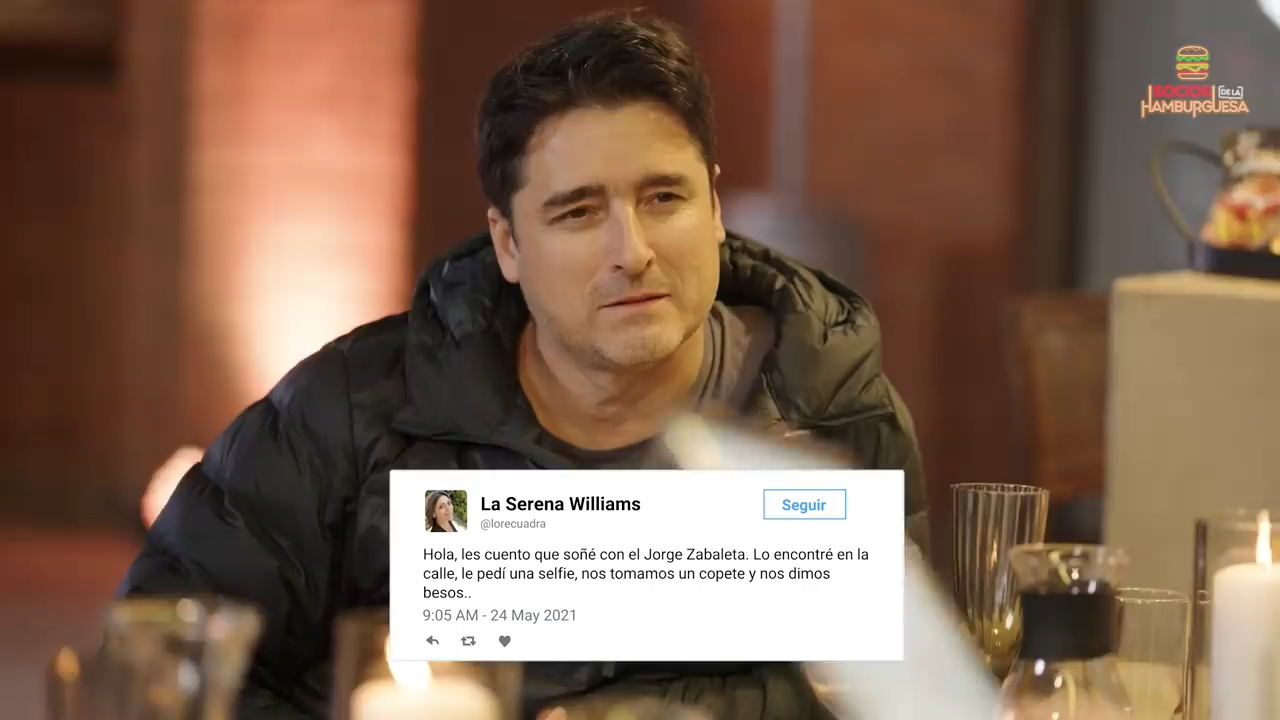 SOCIOS DE LA
HAMBURGUESA
La Serena Williams
Seguir
@lorecuadra
Hola, les cuento que soñé con el Jorge Zabaleta. Lo encontré en la
calle, le pedí una selfie, nos tomamos un copete y nos dimos
besos..
9:05 AM - 24 May 2021